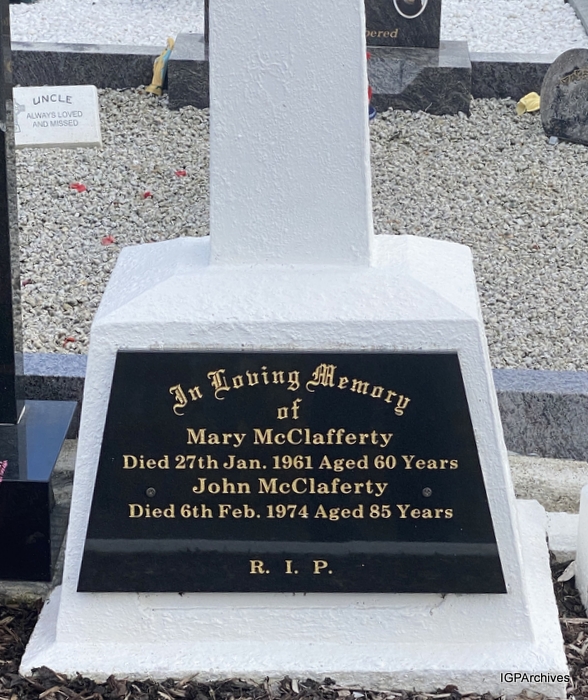 bered
UNCLE
ALWAYS LOVED
AND MISSED
In Loving Memory
of
Mary McClafferty
Died 27th Jan. 1961 Aged 60 Years
John McClaferty
Died 6th Feb. 1974 Aged 85 Years
R. I. P.
IGPArchives